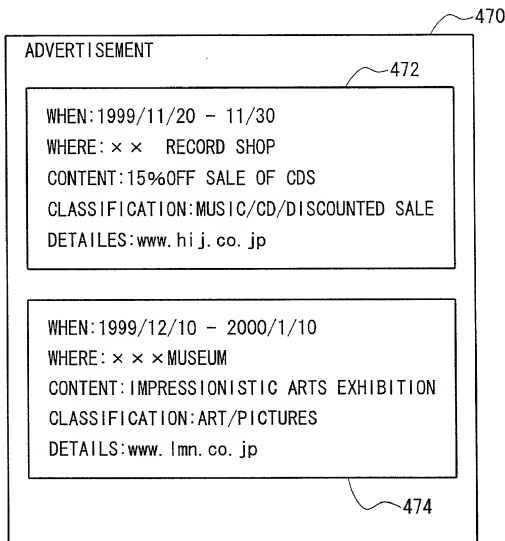 470
ADVERTISEMENT
472
WHEN:1999/11/20 - 11/30
WHERE:×× RECORD SHOP
CONTENT:15%OFF SALE OF CDS
CLASSIFICATION:MUSIC/CD/DISCOUNTED SALE
DETAILES:www.hij.co.jp
WHEN:1999/12/10 - 2000/1/10
WHERE:×××MUSEUM
CONTENT:IMPRESSIONISTIC ARTS EXHIBITION
CLASSIFICATION:ART/PICTURES
DETAILS:www.lmn.co.jp
474